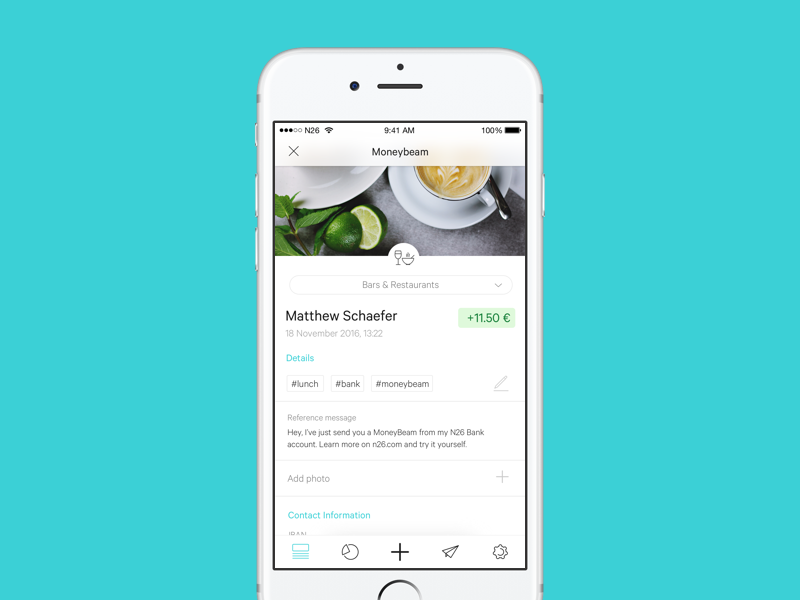 N26
9:41 AM
100%
Moneybeam
Bars & Restaurants
Matthew Schaefer
+11.50 €
18 November 2016, 13:22
Details
#lunch
#bank
#moneybeam
Reference message
Hey, I've just send you a MoneyBeam from my N26 Bank
account. Learn more on n26.com and try it yourself.
Add photo
Contact Information
IBAN